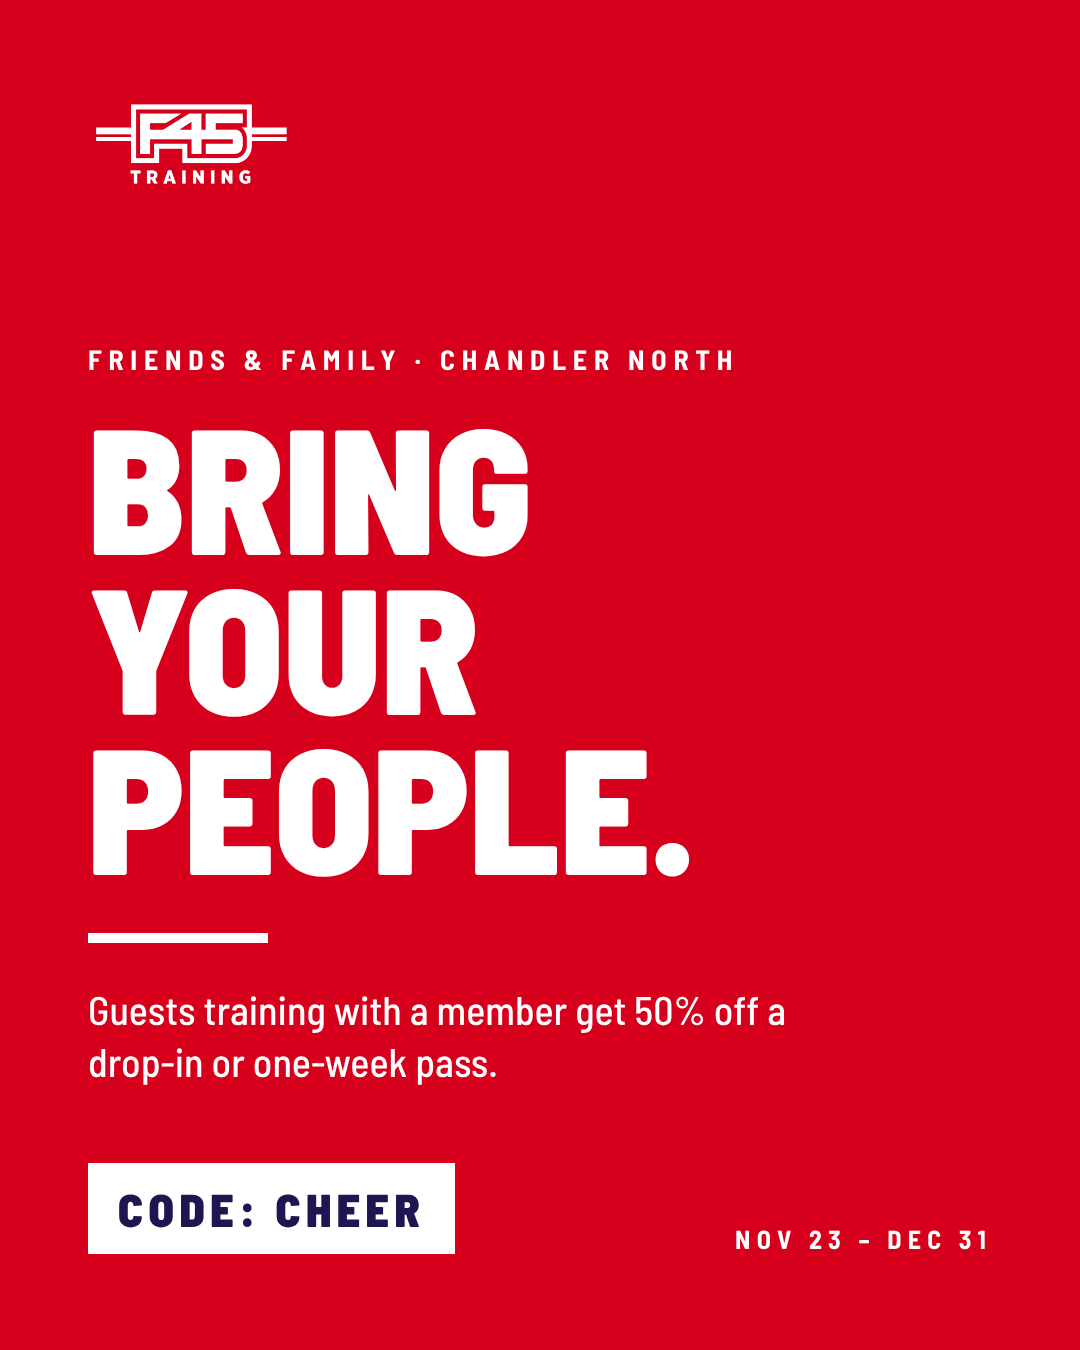 F45
TRAINING
FRIENDS & FAMILY · CHANDLER NORTH
BRING
YOUR
PEOPLE.
Guests training with a member get 50% off a
drop-in or one-week pass.
CODE: CHEER
NOV 23 – DEC 31